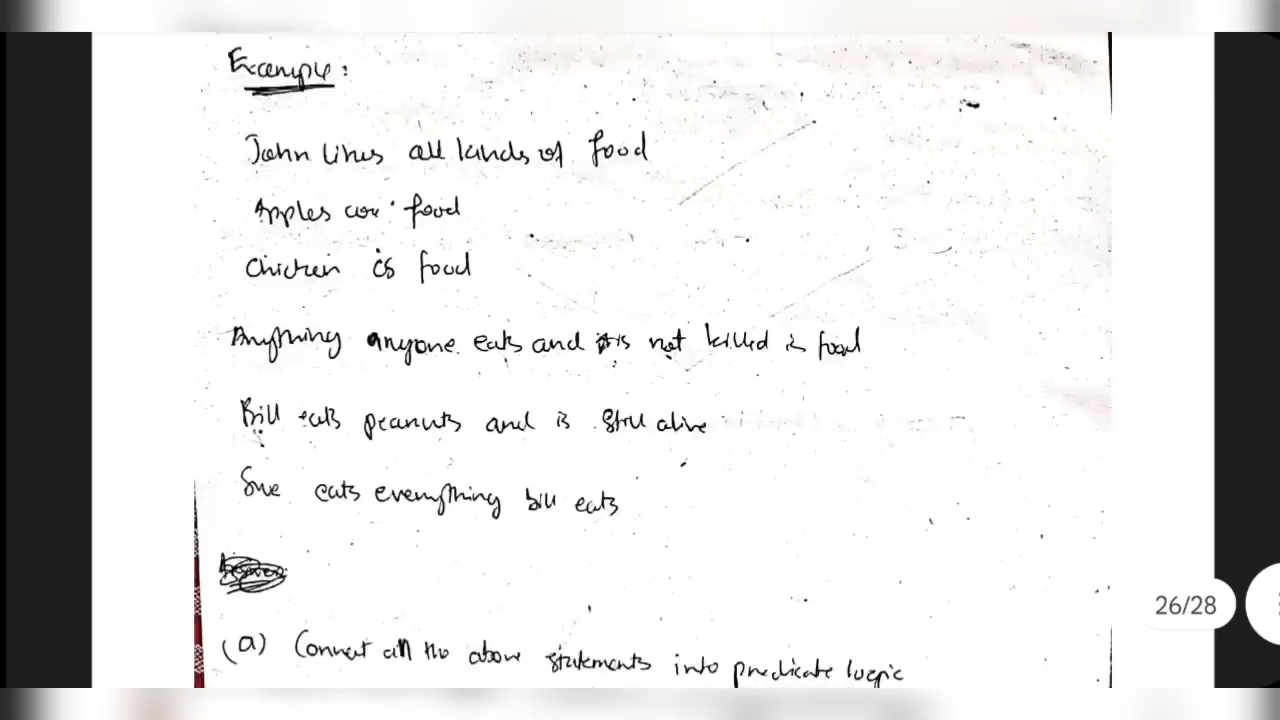 Example:
John likes all kinds of food
Apples are food
Chicken is food
Anything anyone eats and is not killed is food
Bill eats peanuts and is still alive
Sue eats everything bill eats
(a) Convert all the above statements into predicate logic
26/28